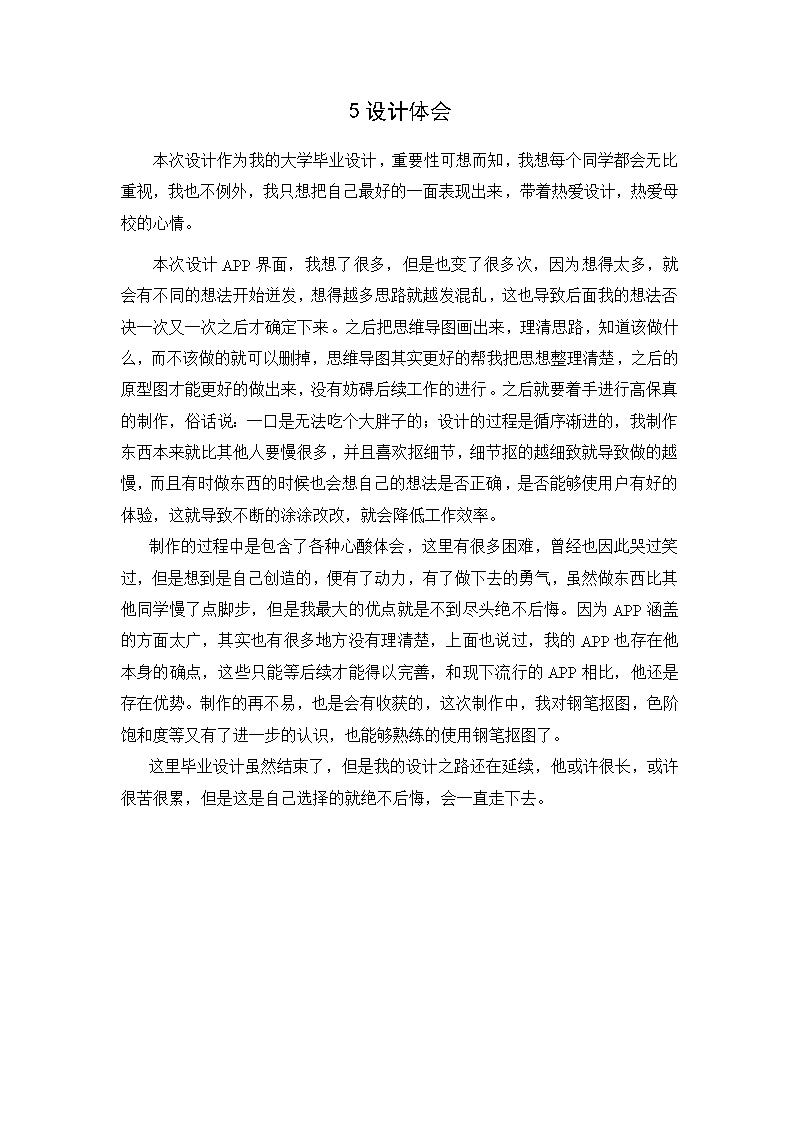 5 设计体会
本次设计作为我的大学毕业设计，重要性可想而知，我想每个同学都会无比
重视，我也不例外，我只想把自己最好的一面表现出来，带着热爱设计，热爱母
校的心情。
本次设计 APP 界面，我想了很多，但是也变了很多次，因为想得太多，就
会有不同的想法开始迸发，想得越多思路就越发混乱，这也导致后面我的想法否
决一次又一次之后才确定下来。之后把思维导图画出来，理清思路，知道该做什
么，而不该做的就可以删掉，思维导图其实更好的帮我把思想整理清楚，之后的
原型图才能更好的做出来，没有妨碍后续工作的进行。之后就要着手进行高保真
的制作，俗话说：一口是无法吃个大胖子的；设计的过程是循序渐进的，我制作
东西本来就比其他人要慢很多，并且喜欢抠细节，细节抠的越细致就导致做的越
慢，而且有时做东西的时候也会想自己的想法是否正确，是否能够使用户有好的
体验，这就导致不断的涂涂改改，就会降低工作效率。
制作的过程中是包含了各种心酸体会，这里有很多困难，曾经也因此哭过笑
过，但是想到是自己创造的，便有了动力，有了做下去的勇气，虽然做东西比其
他同学慢了点脚步，但是我最大的优点就是不到尽头绝不后悔。因为 APP 涵盖
的方面太广，其实也有很多地方没有理清楚，上面也说过，我的 APP 也存在他
本身的确点，这些只能等后续才能得以完善，和现下流行的 APP 相比，他还是
存在优势。制作的再不易，也是会有收获的，这次制作中，我对钢笔抠图，色阶
饱和度等又有了进一步的认识，也能够熟练的使用钢笔抠图了。
这里毕业设计虽然结束了，但是我的设计之路还在延续，他或许很长，或许
很苦很累，但是这是自己选择的就绝不后悔，会一直走下去。